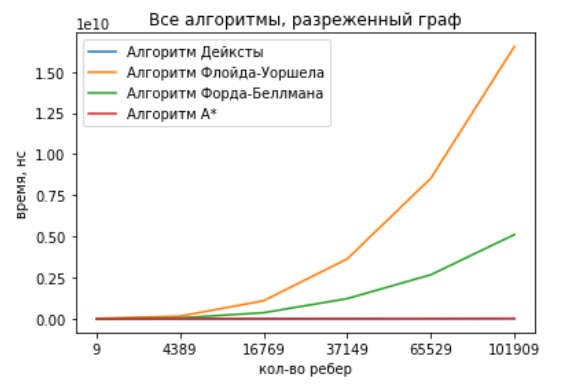 Все алгоритмы, разреженный граф
1e10
Алгоритм Дейксты
Алгоритм Флойда-Уоршела
Алгоритм Форда-Беллмана
Алгоритм А*
время, нс
1.50
1.25
1.00
0.75
0.50
0.25
0.00
9 4389 16769 37149 65529 101909
кол-во ребер